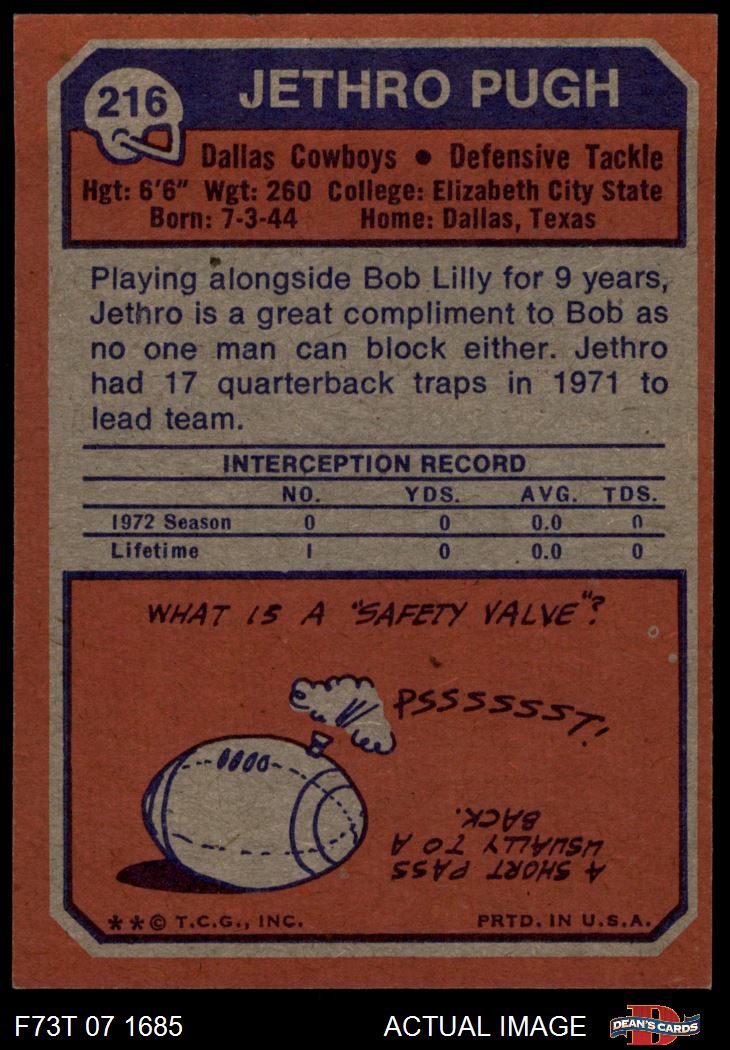 216
JETHRO PUGH
Dallas Cowboys • Defensive Tackle
Hgt: 6'6" Wgt: 260 College: Elizabeth City State
Born: 7-3-44 Home: Dallas, Texas
Playing alongside Bob Lilly for 9 years,
Jethro is a great compliment to Bob as
no one man can block either. Jethro
had 17 quarterback traps in 1971 to
lead team.
INTERCEPTION RECORD
NO. YDS. AVG. TDS.
1972 Season 0 0 0.0 0
Lifetime 1 0 0.0 0
WHAT IS A "SAFETY VALVE"?
PSSSSSSST!
A SHORT PASS
USUALLY TO A
BACK.
**© T.C.G., INC. PRTD. IN U.S.A.
F73T 07 1685 ACTUAL IMAGE
D
DEAN'S CARDS